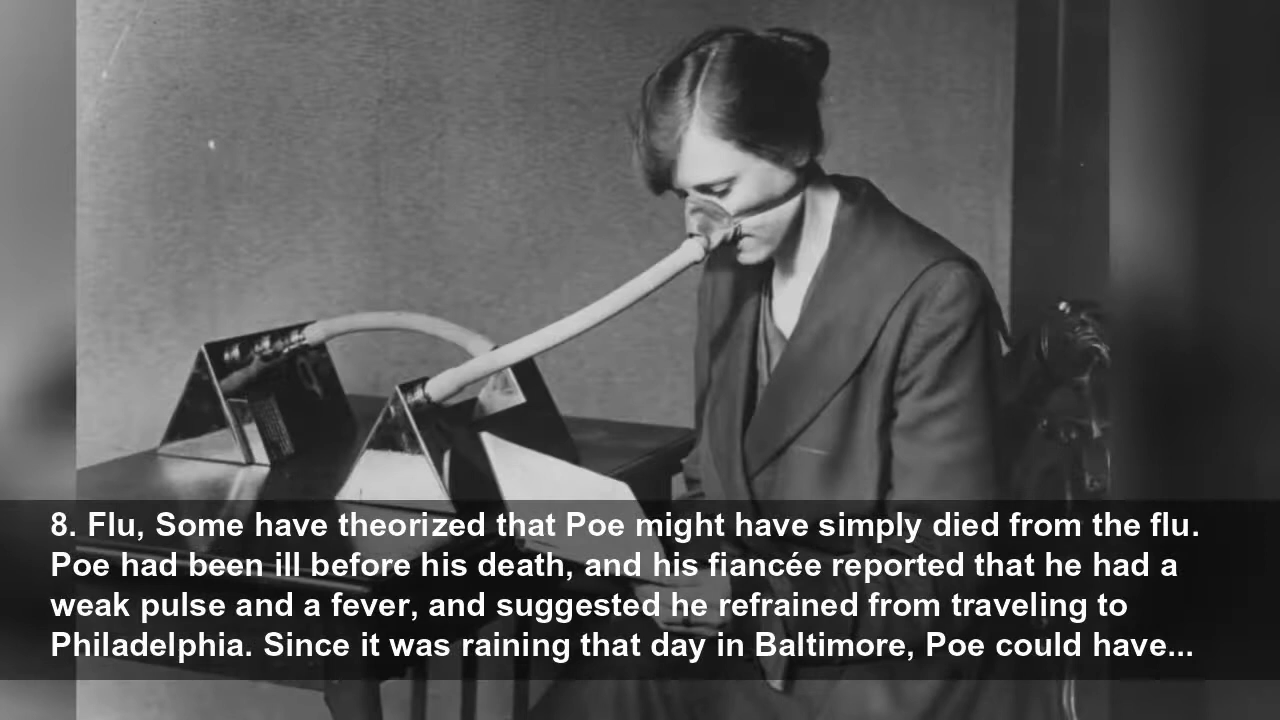 8. Flu, Some have theorized that Poe might have simply died from the flu.
Poe had been ill before his death, and his fiancée reported that he had a
weak pulse and a fever, and suggested he refrained from traveling to
Philadelphia. Since it was raining that day in Baltimore, Poe could have...